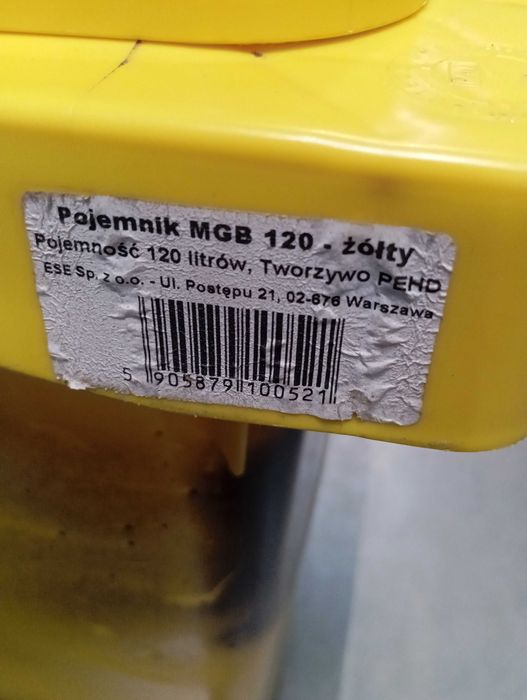 Pojemnik MGB 120 - żółty
Pojemność 120 litrów, Tworzywo PEHD
ESE Sp. z o.o. - Ul. Postępu 21, 02-676 Warszawa
5 905879 100521